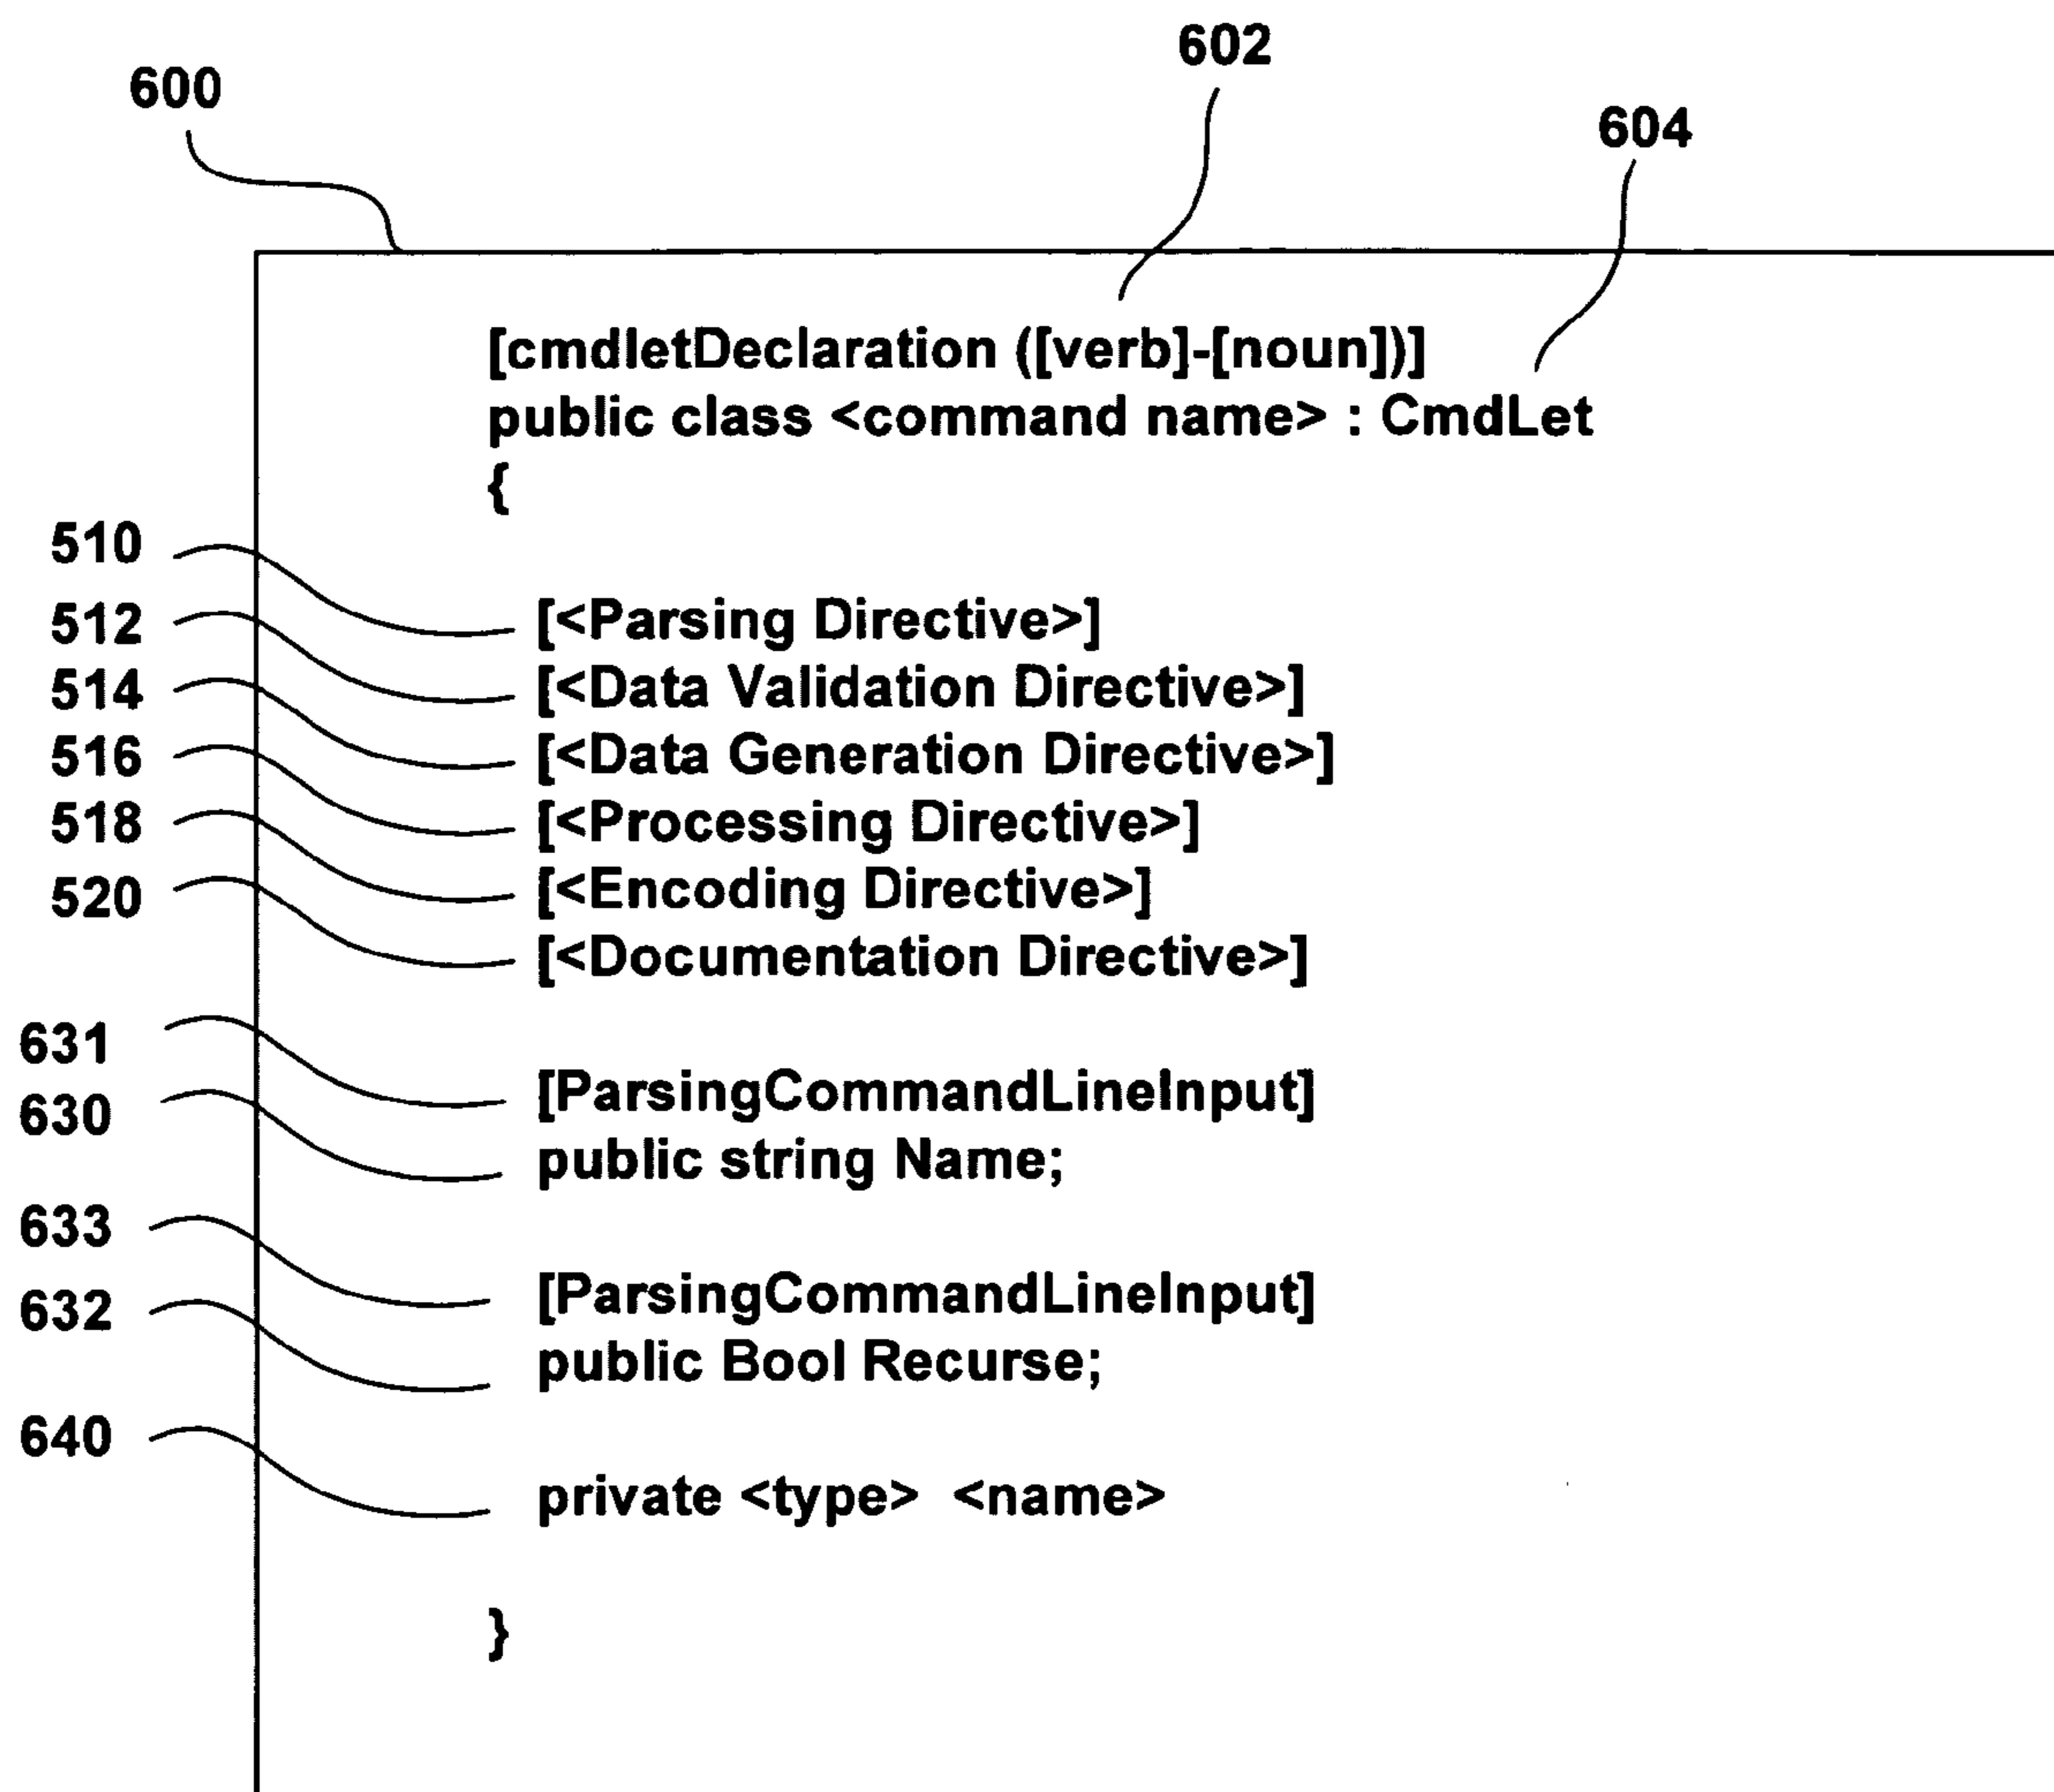 602
600
604
[cmdletDeclaration ([verb]-[noun])]
public class <command name> : CmdLet
{
510
[<Parsing Directive>]
512
[<Data Validation Directive>]
514
[<Data Generation Directive>]
516
[<Processing Directive>]
518
[<Encoding Directive>]
520
[<Documentation Directive>]
631
[ParsingCommandLineInput]
630
public string Name;
633
[ParsingCommandLineInput]
632
public Bool Recurse;
640
private <type> <name>
}